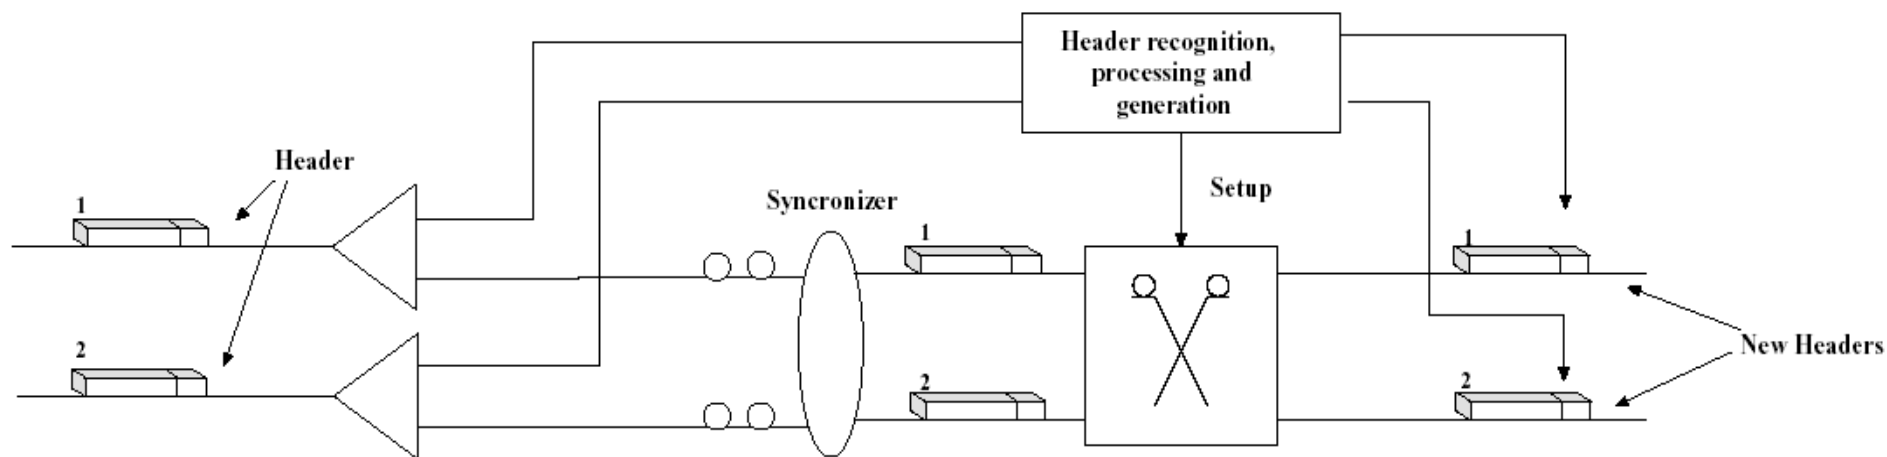 Header recognition,
processing and
generation
Header
1
Setup
Syncronizer
1
1
2
New Headers
2
2